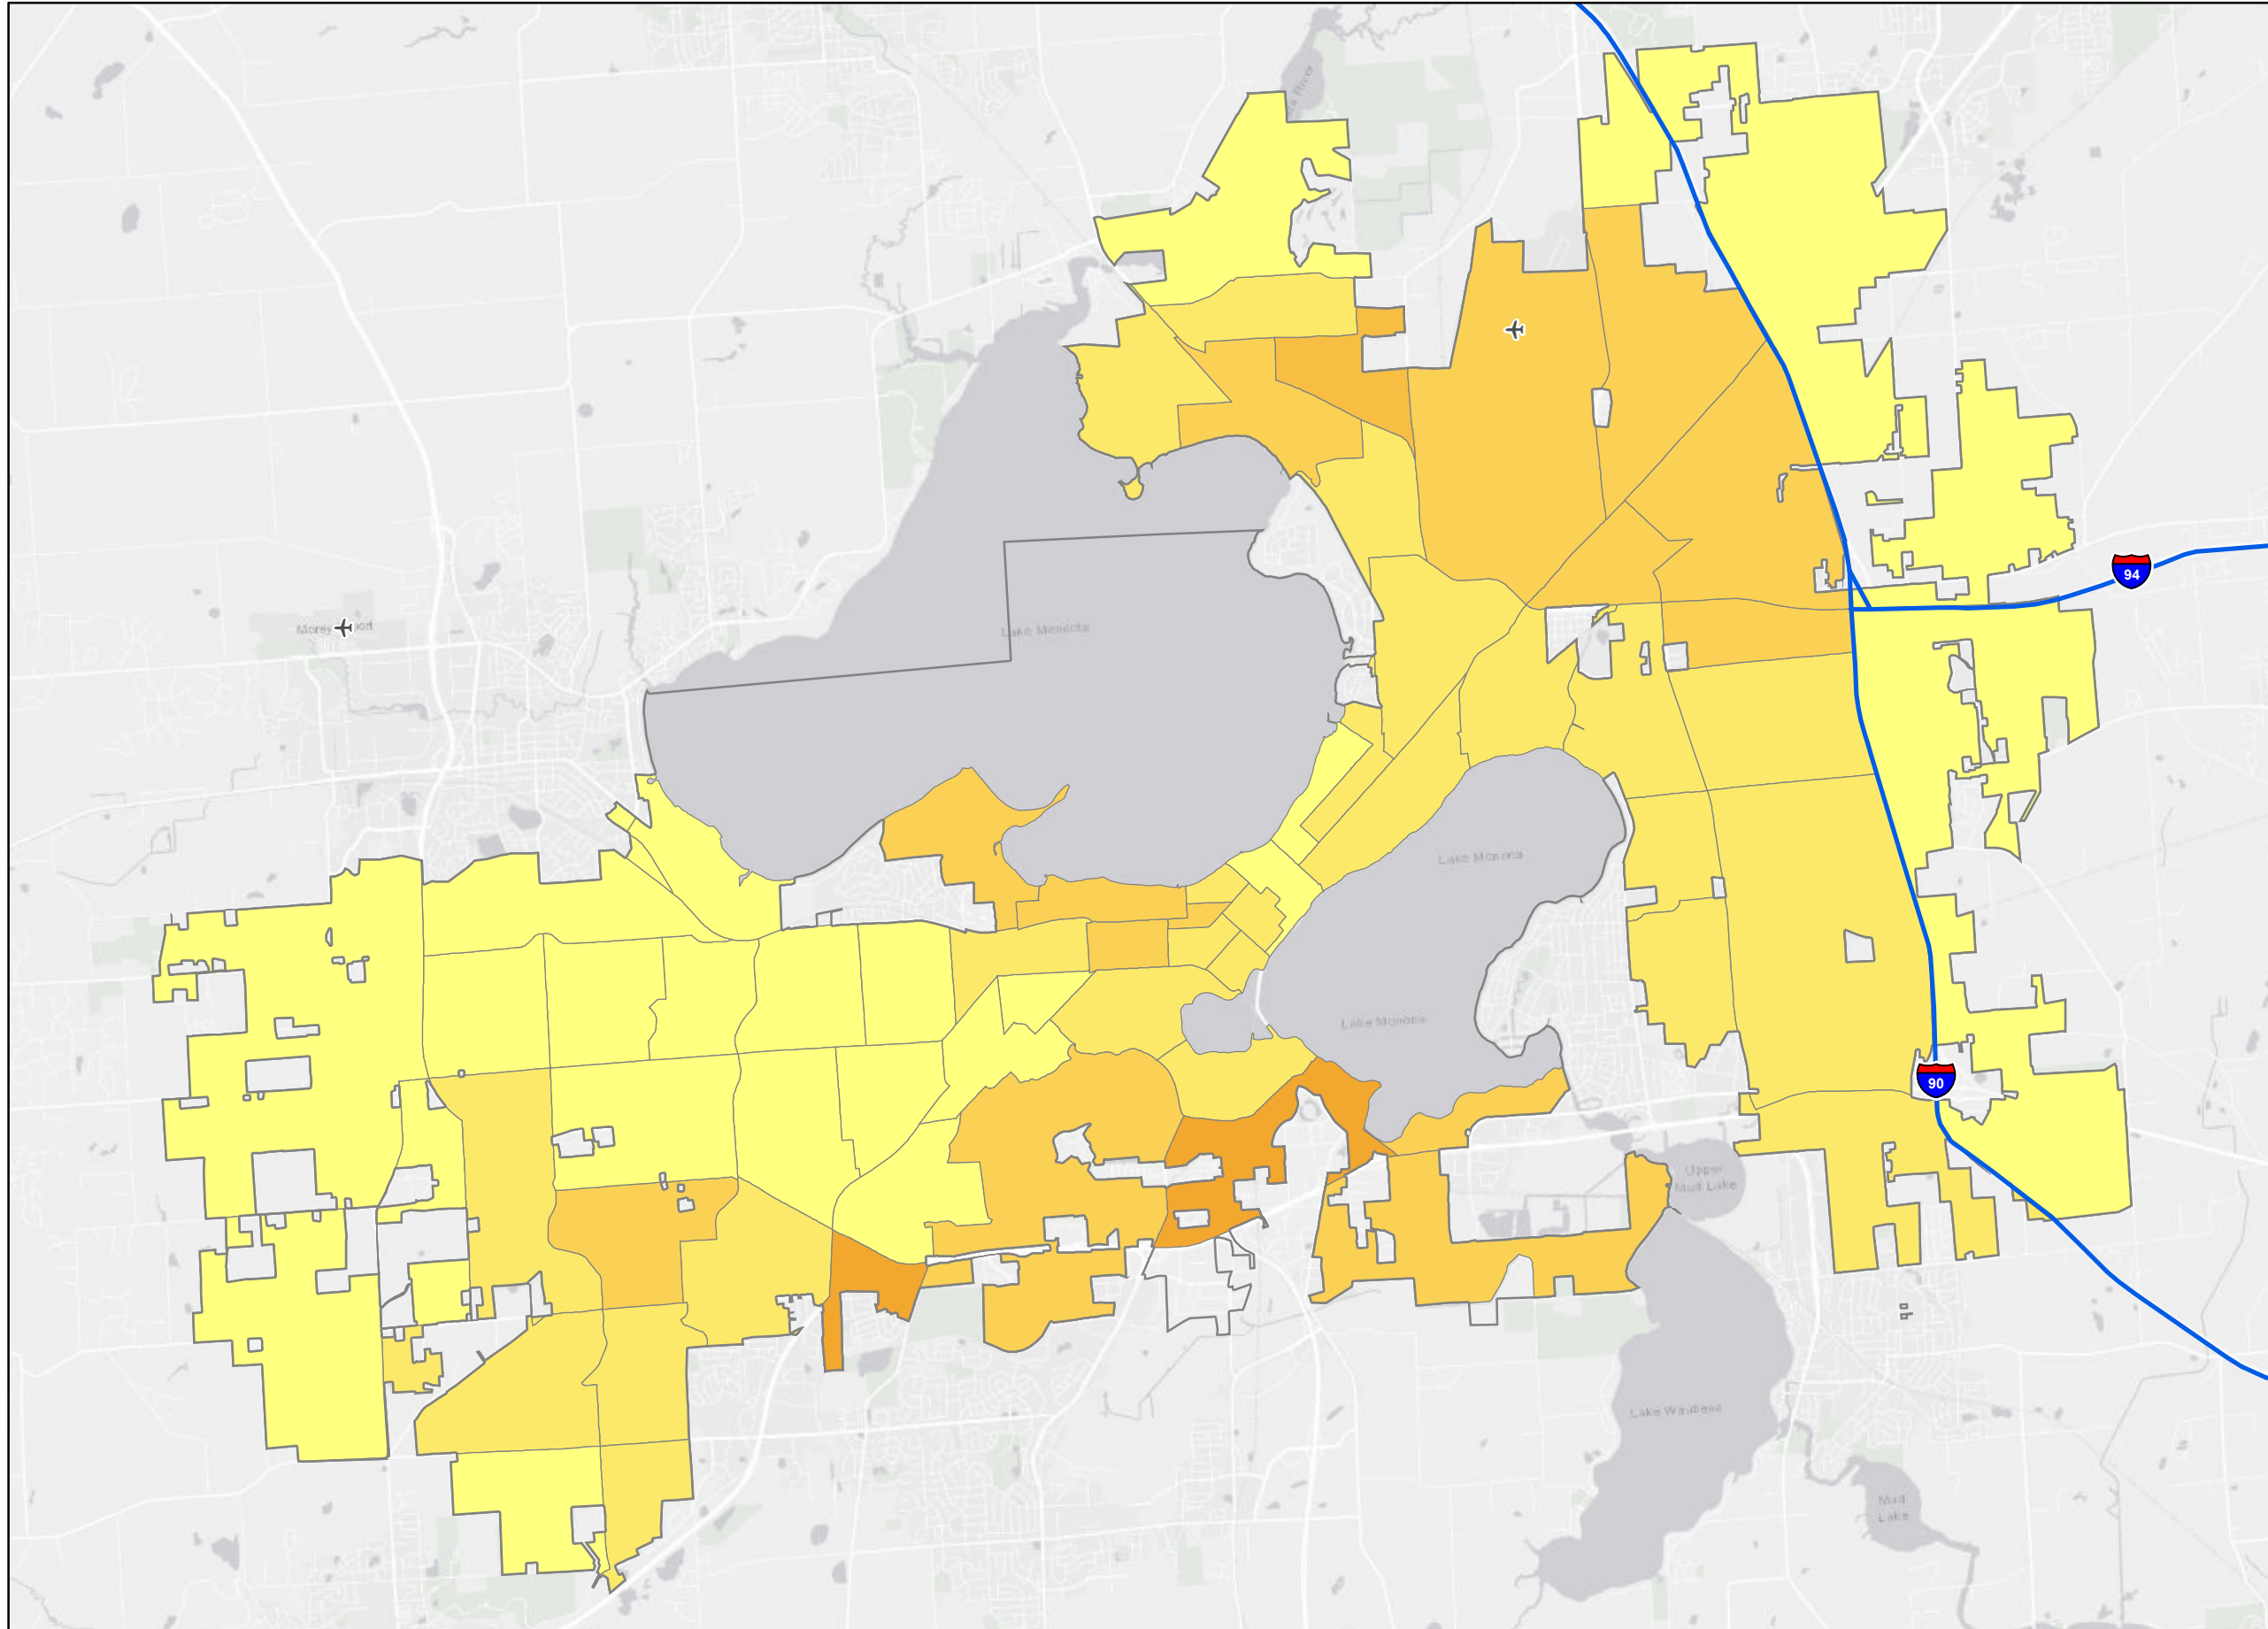 94
Lake Mendota
Lake Monona
Lake Monona
90
Upper
Mud Lake
Lake Waubesa
Mud
Lake